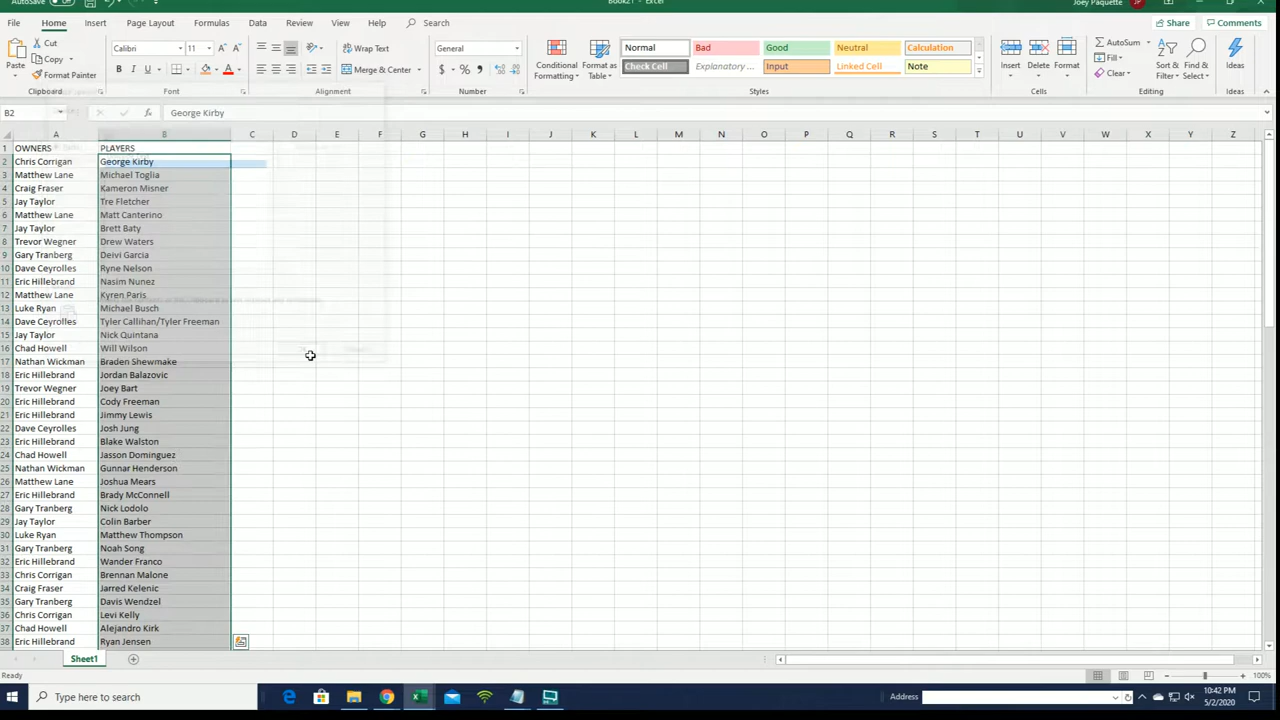 AutoSave Off Book21 - Excel Joey Paquette JP
File Home Insert Page Layout Formulas Data Review View Help Search Share Comments
Cut Calibri 11 Wrap Text General Normal Bad Good Neutral Calculation AutoSum
Paste Copy Merge & Center Conditional Formatting Format as Table Check Cell Explanatory ... Input Linked Cell Note Insert Delete Format Fill Sort & Filter Find & Select Ideas
Format Painter Clear
Clipboard Font Alignment Number Styles Cells Editing Ideas
B2 George Kirby
A B C D E F G H I J K L M N O P Q R S T U V W X Y Z
1 OWNERS PLAYERS
2 Chris Corrigan George Kirby
3 Matthew Lane Michael Toglia
4 Craig Fraser Kameron Misner
5 Jay Taylor Tre Fletcher
6 Matthew Lane Matt Canterino
7 Jay Taylor Brett Baty
8 Trevor Wegner Drew Waters
9 Gary Tranberg Deivi Garcia
10 Dave Ceyrolles Ryne Nelson
11 Eric Hillebrand Nasim Nunez
12 Matthew Lane Kyren Paris
13 Luke Ryan Michael Busch
14 Dave Ceyrolles Tyler Callihan/Tyler Freeman
15 Jay Taylor Nick Quintana
16 Chad Howell Will Wilson
17 Nathan Wickman Braden Shewmake
18 Eric Hillebrand Jordan Balazovic
19 Trevor Wegner Joey Bart
20 Eric Hillebrand Cody Freeman
21 Eric Hillebrand Jimmy Lewis
22 Dave Ceyrolles Josh Jung
23 Eric Hillebrand Blake Walston
24 Chad Howell Jasson Dominguez
25 Nathan Wickman Gunnar Henderson
26 Matthew Lane Joshua Mears
27 Eric Hillebrand Brady McConnell
28 Gary Tranberg Nick Lodolo
29 Jay Taylor Colin Barber
30 Luke Ryan Matthew Thompson
31 Gary Tranberg Noah Song
32 Eric Hillebrand Wander Franco
33 Chris Corrigan Brennan Malone
34 Craig Fraser Jarred Kelenic
35 Gary Tranberg Davis Wendzel
36 Chris Corrigan Levi Kelly
37 Chad Howell Alejandro Kirk
38 Eric Hillebrand Ryan Jensen
Sheet1
Ready 100%
Type here to search Address 10:42 PM
5/2/2020